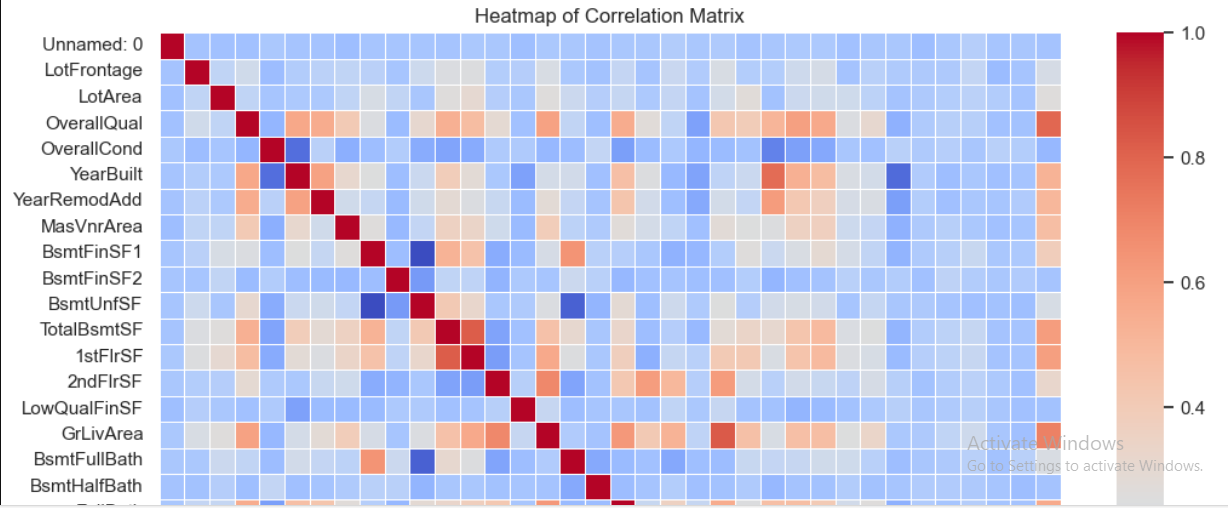 Heatmap of Correlation Matrix
Unnamed: 0
LotFrontage
LotArea
OverallQual
OverallCond
YearBuilt
YearRemodAdd
MasVnrArea
BsmtFinSF1
BsmtFinSF2
BsmtUnfSF
TotalBsmtSF
1stFlrSF
2ndFlrSF
LowQualFinSF
GrLivArea
BsmtFullBath
BsmtHalfBath
1.0
0.8
0.6
0.4
Activate Windows
Go to Settings to activate Windows.